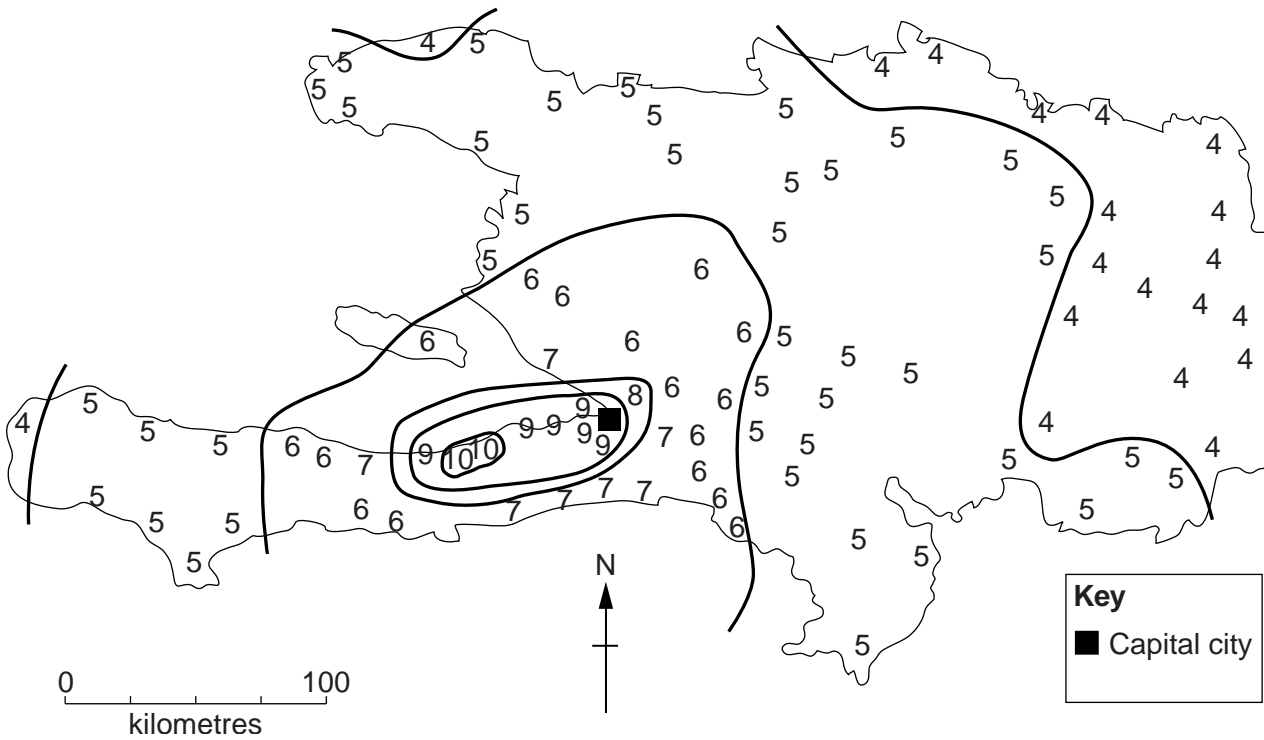 4 5 4
5 4
5 5
5 5 5 5 4 4
5 5 4
5 5
5 5
5
5 4 4
5
5 5 4 4
6 6
6 4 4
4 4
6 6 6 5
7 5 4
5 4
6 5
5 9 8 6 5
4 4
5 9 9 9 7 6 5
5 6 9 5 4
6 7 9 10 10 5 5
6 5 5
5 7 7 7 6
6 7 5
5 5 6 6
5
5 5
N
5
Key
Capital city
0 100
kilometres